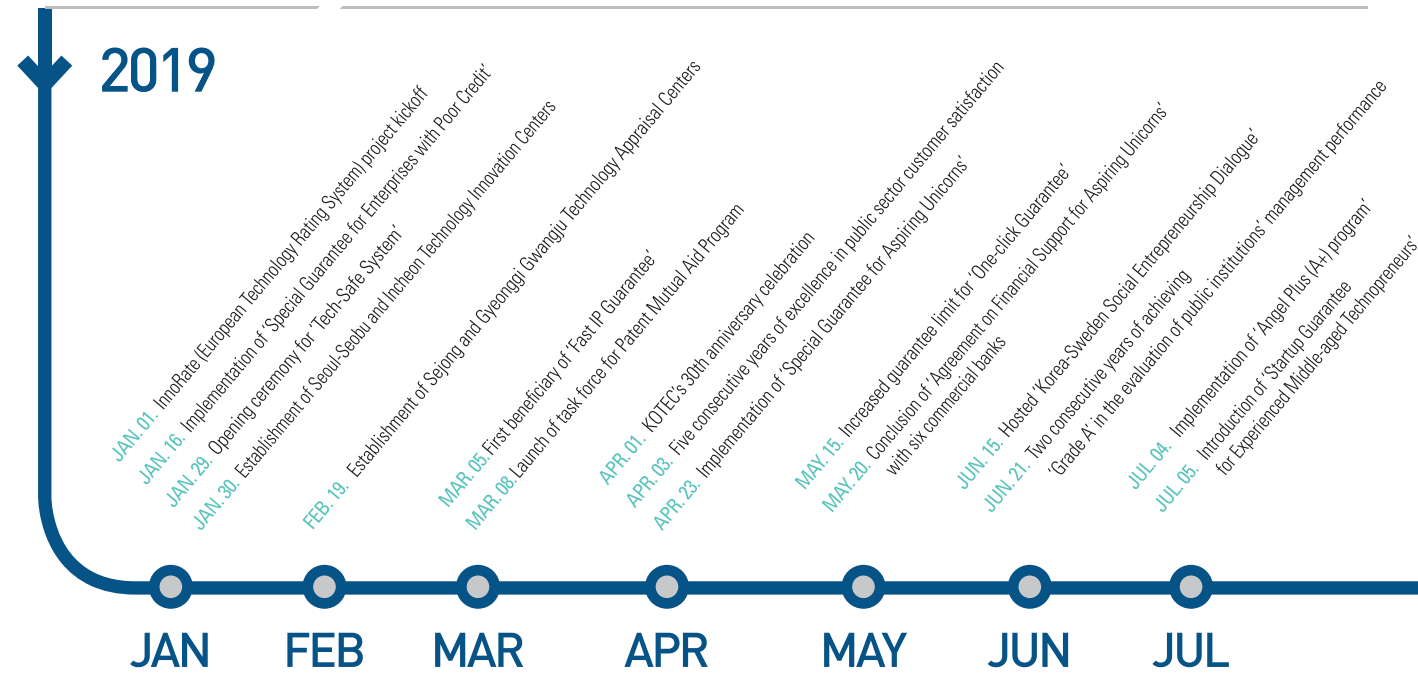 2019
JAN. 01. InnoRate (European Technology Rating System) project kickoff
JAN. 16. Implementation of ‘Special Guarantee for Enterprises with Poor Credit’
JAN. 29. Opening ceremony for ‘Tech-Safe System’
JAN. 30. Establishment of Seoul-Seobu and Incheon Technology Innovation Centers
FEB. 19. Establishment of Sejong and Gyeonggi Gwangju Technology Appraisal Centers
MAR. 05. First beneficiary of ‘Fast IP Guarantee’
MAR. 08. Launch of task force for Patent Mutual Aid Program
APR. 01. KOTEC’s 30th anniversary celebration
APR. 03. Five consecutive years of excellence in public sector customer satisfaction
APR. 23. Implementation of ‘Special Guarantee for Aspiring Unicorns’
MAY. 15. Increased guarantee limit for ‘One-click Guarantee’
MAY. 20. Conclusion of ‘Agreement on Financial Support for Aspiring Unicorns’
with six commercial banks
JUN. 15. Hosted ‘Korea-Sweden Social Entrepreneurship Dialogue’
JUN. 21. Two consecutive years of achieving
‘Grade A’ in the evaluation of public institutions’ management performance
JUL. 04. Implementation of ‘Angel Plus (A+) program’
JUL. 05. Introduction of ‘Startup Guarantee
for Experienced Middle-aged Technopreneurs’
JAN
FEB
MAR
APR
MAY
JUN
JUL